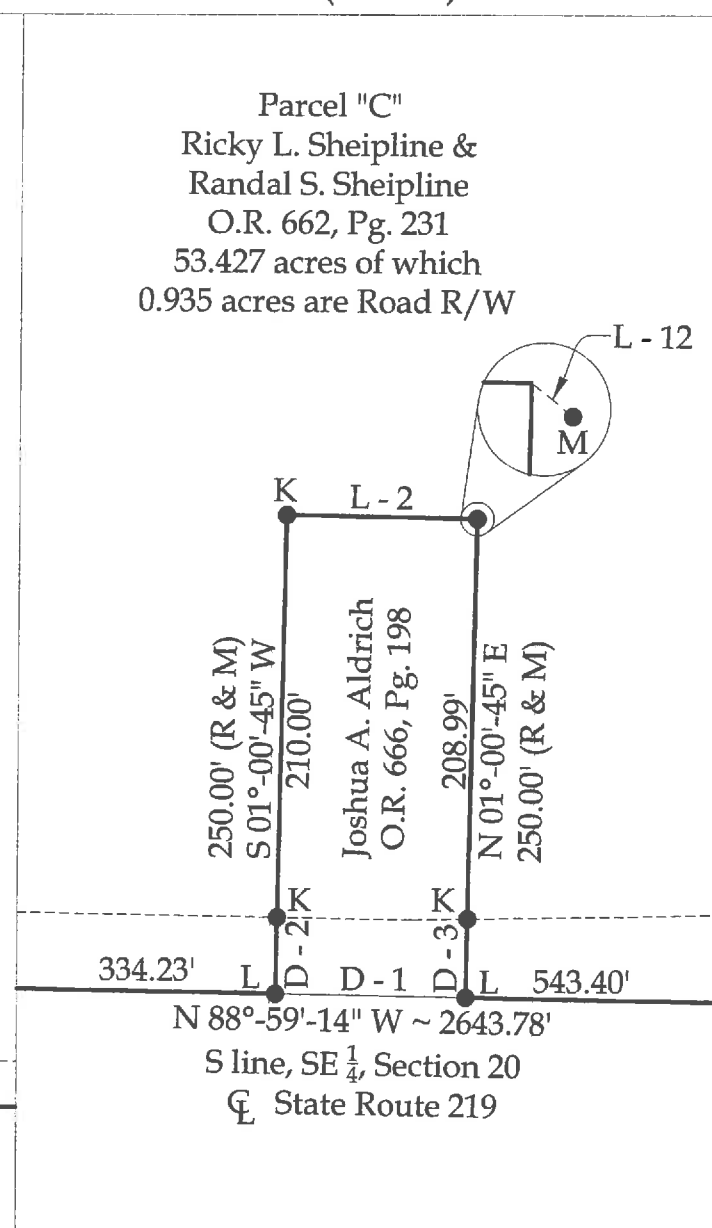 Parcel "C"
Ricky L. Sheipline &
Randal S. Sheipline
O.R. 662, Pg. 231
53.427 acres of which
0.935 acres are Road R/W
L - 12
M
K
L - 2
250.00' (R & M)
S 01°-00'-45" W
210.00'
Joshua A. Aldrich
O.R. 666, Pg. 198
208.99'
N 01°-00'-45" E
250.00' (R & M)
K
K
D - 2
D - 3
334.23'
L
D - 1
L
543.40'
N 88°-59'-14" W ~ 2643.78'
S line, SE 1/4, Section 20
℄ State Route 219